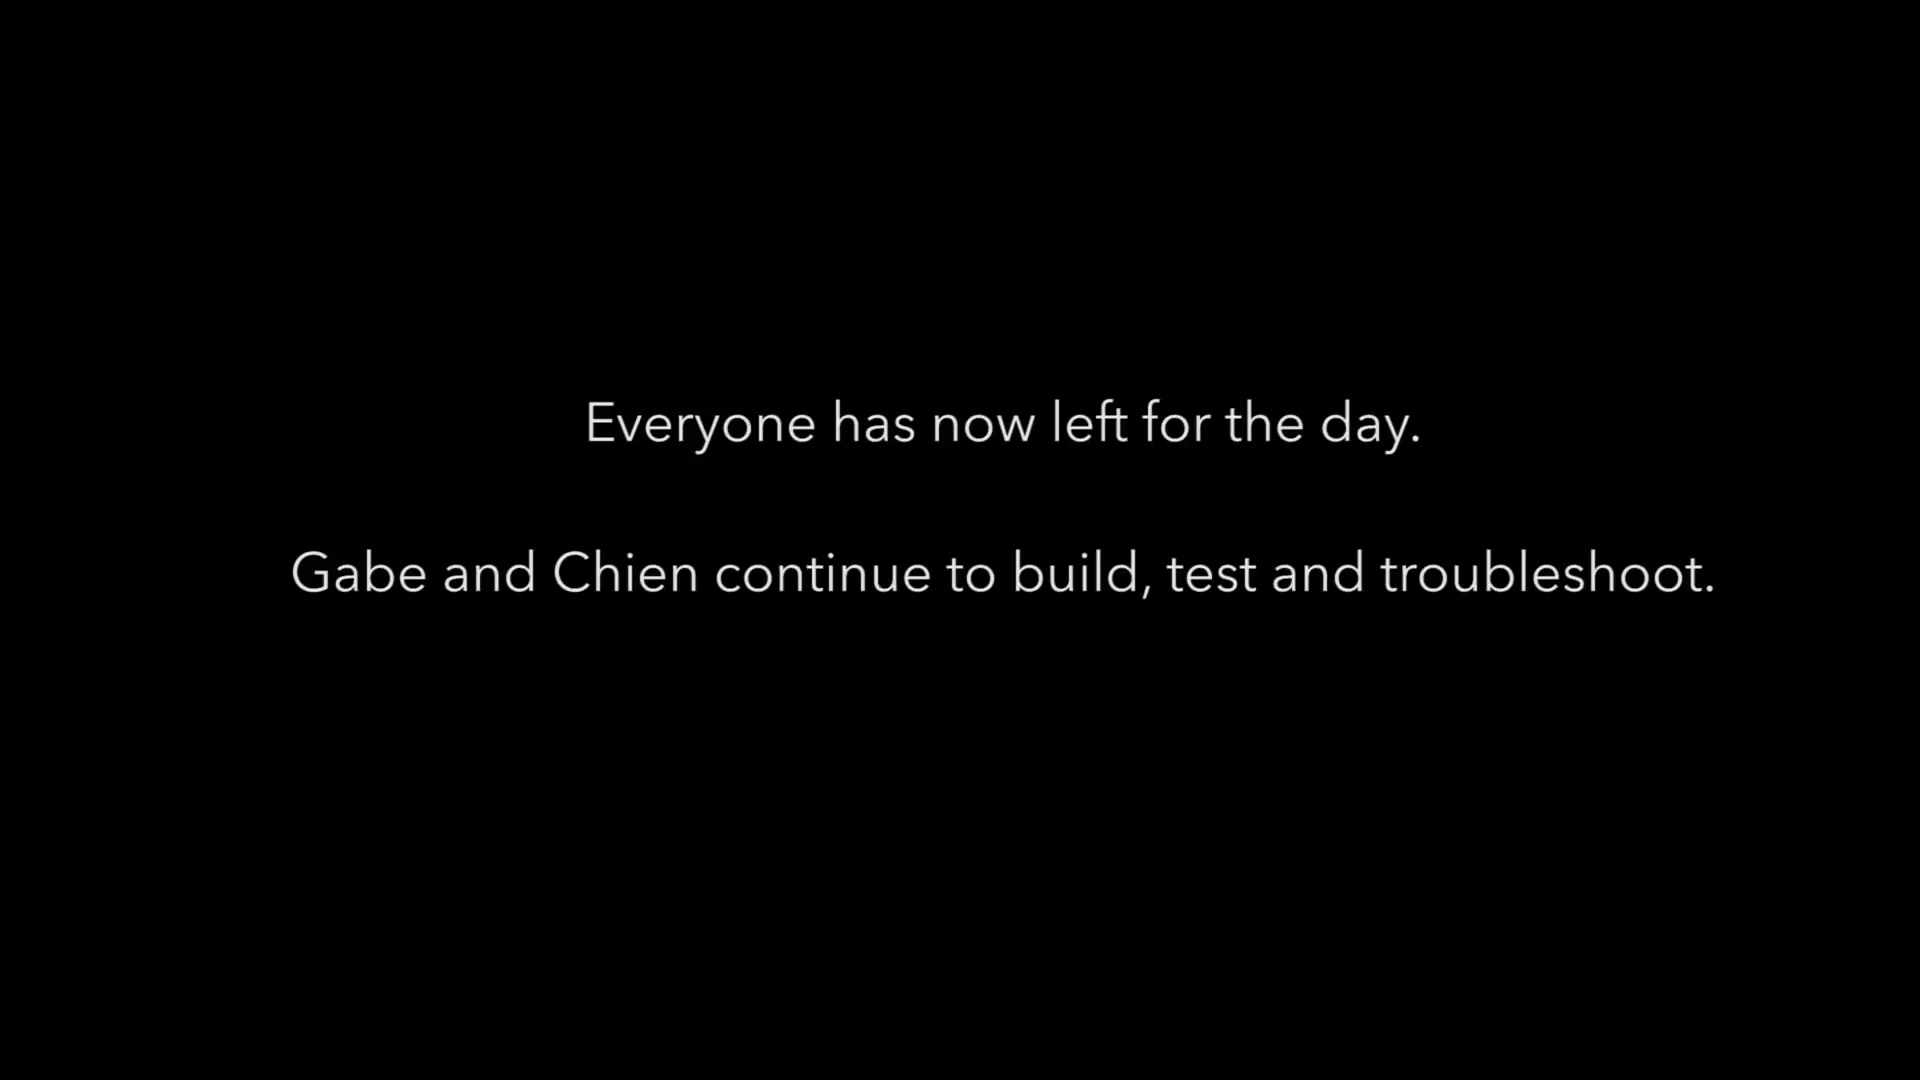 Everyone has now left for the day.
Gabe and Chien continue to build, test and troubleshoot.